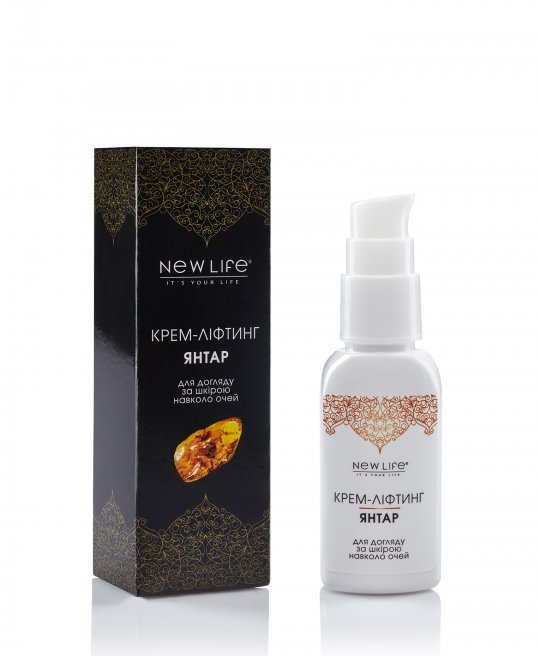 NEW LIFE®
IT'S YOUR LIFE
КРЕМ-ЛІФТИНГ
ЯНТАР
для догляду
за шкірою
навколо очей
NEW LIFE®
IT'S YOUR LIFE
КРЕМ-ЛІФТИНГ
ЯНТАР
для догляду
за шкірою
навколо очей